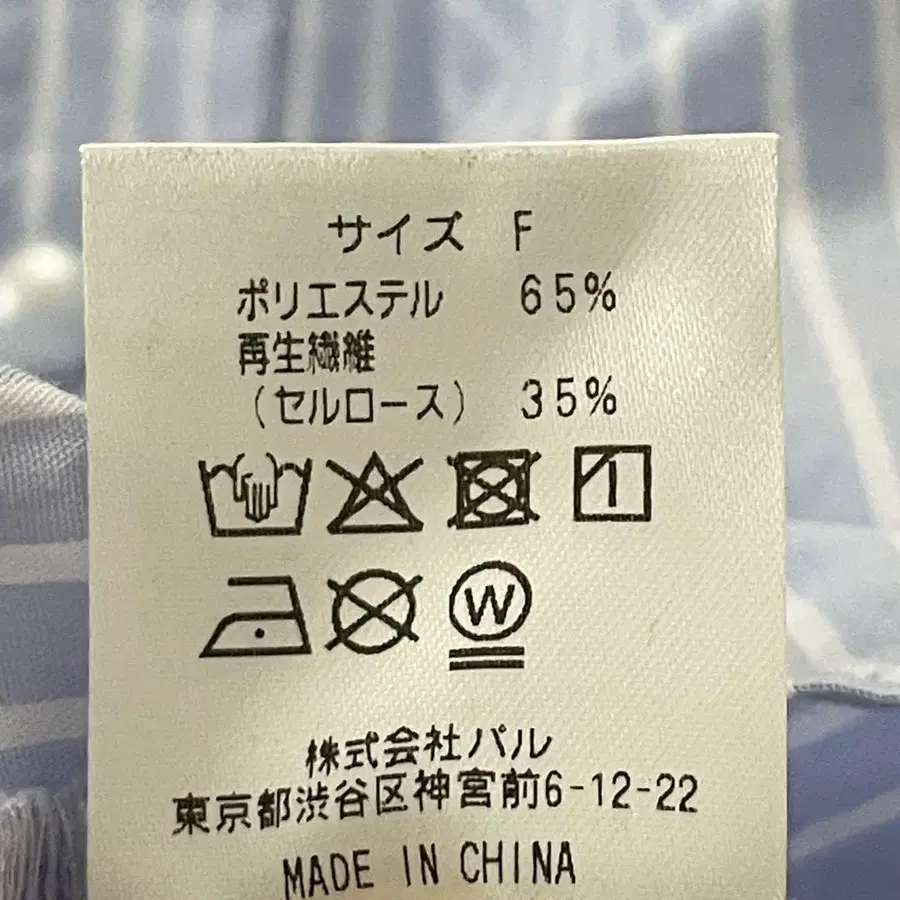 サイズ F
ポリエステル 65%
再生繊維
(セルロース) 35%
W
株式会社パル
東京都渋谷区神宮前6-12-22
MADE IN CHINA